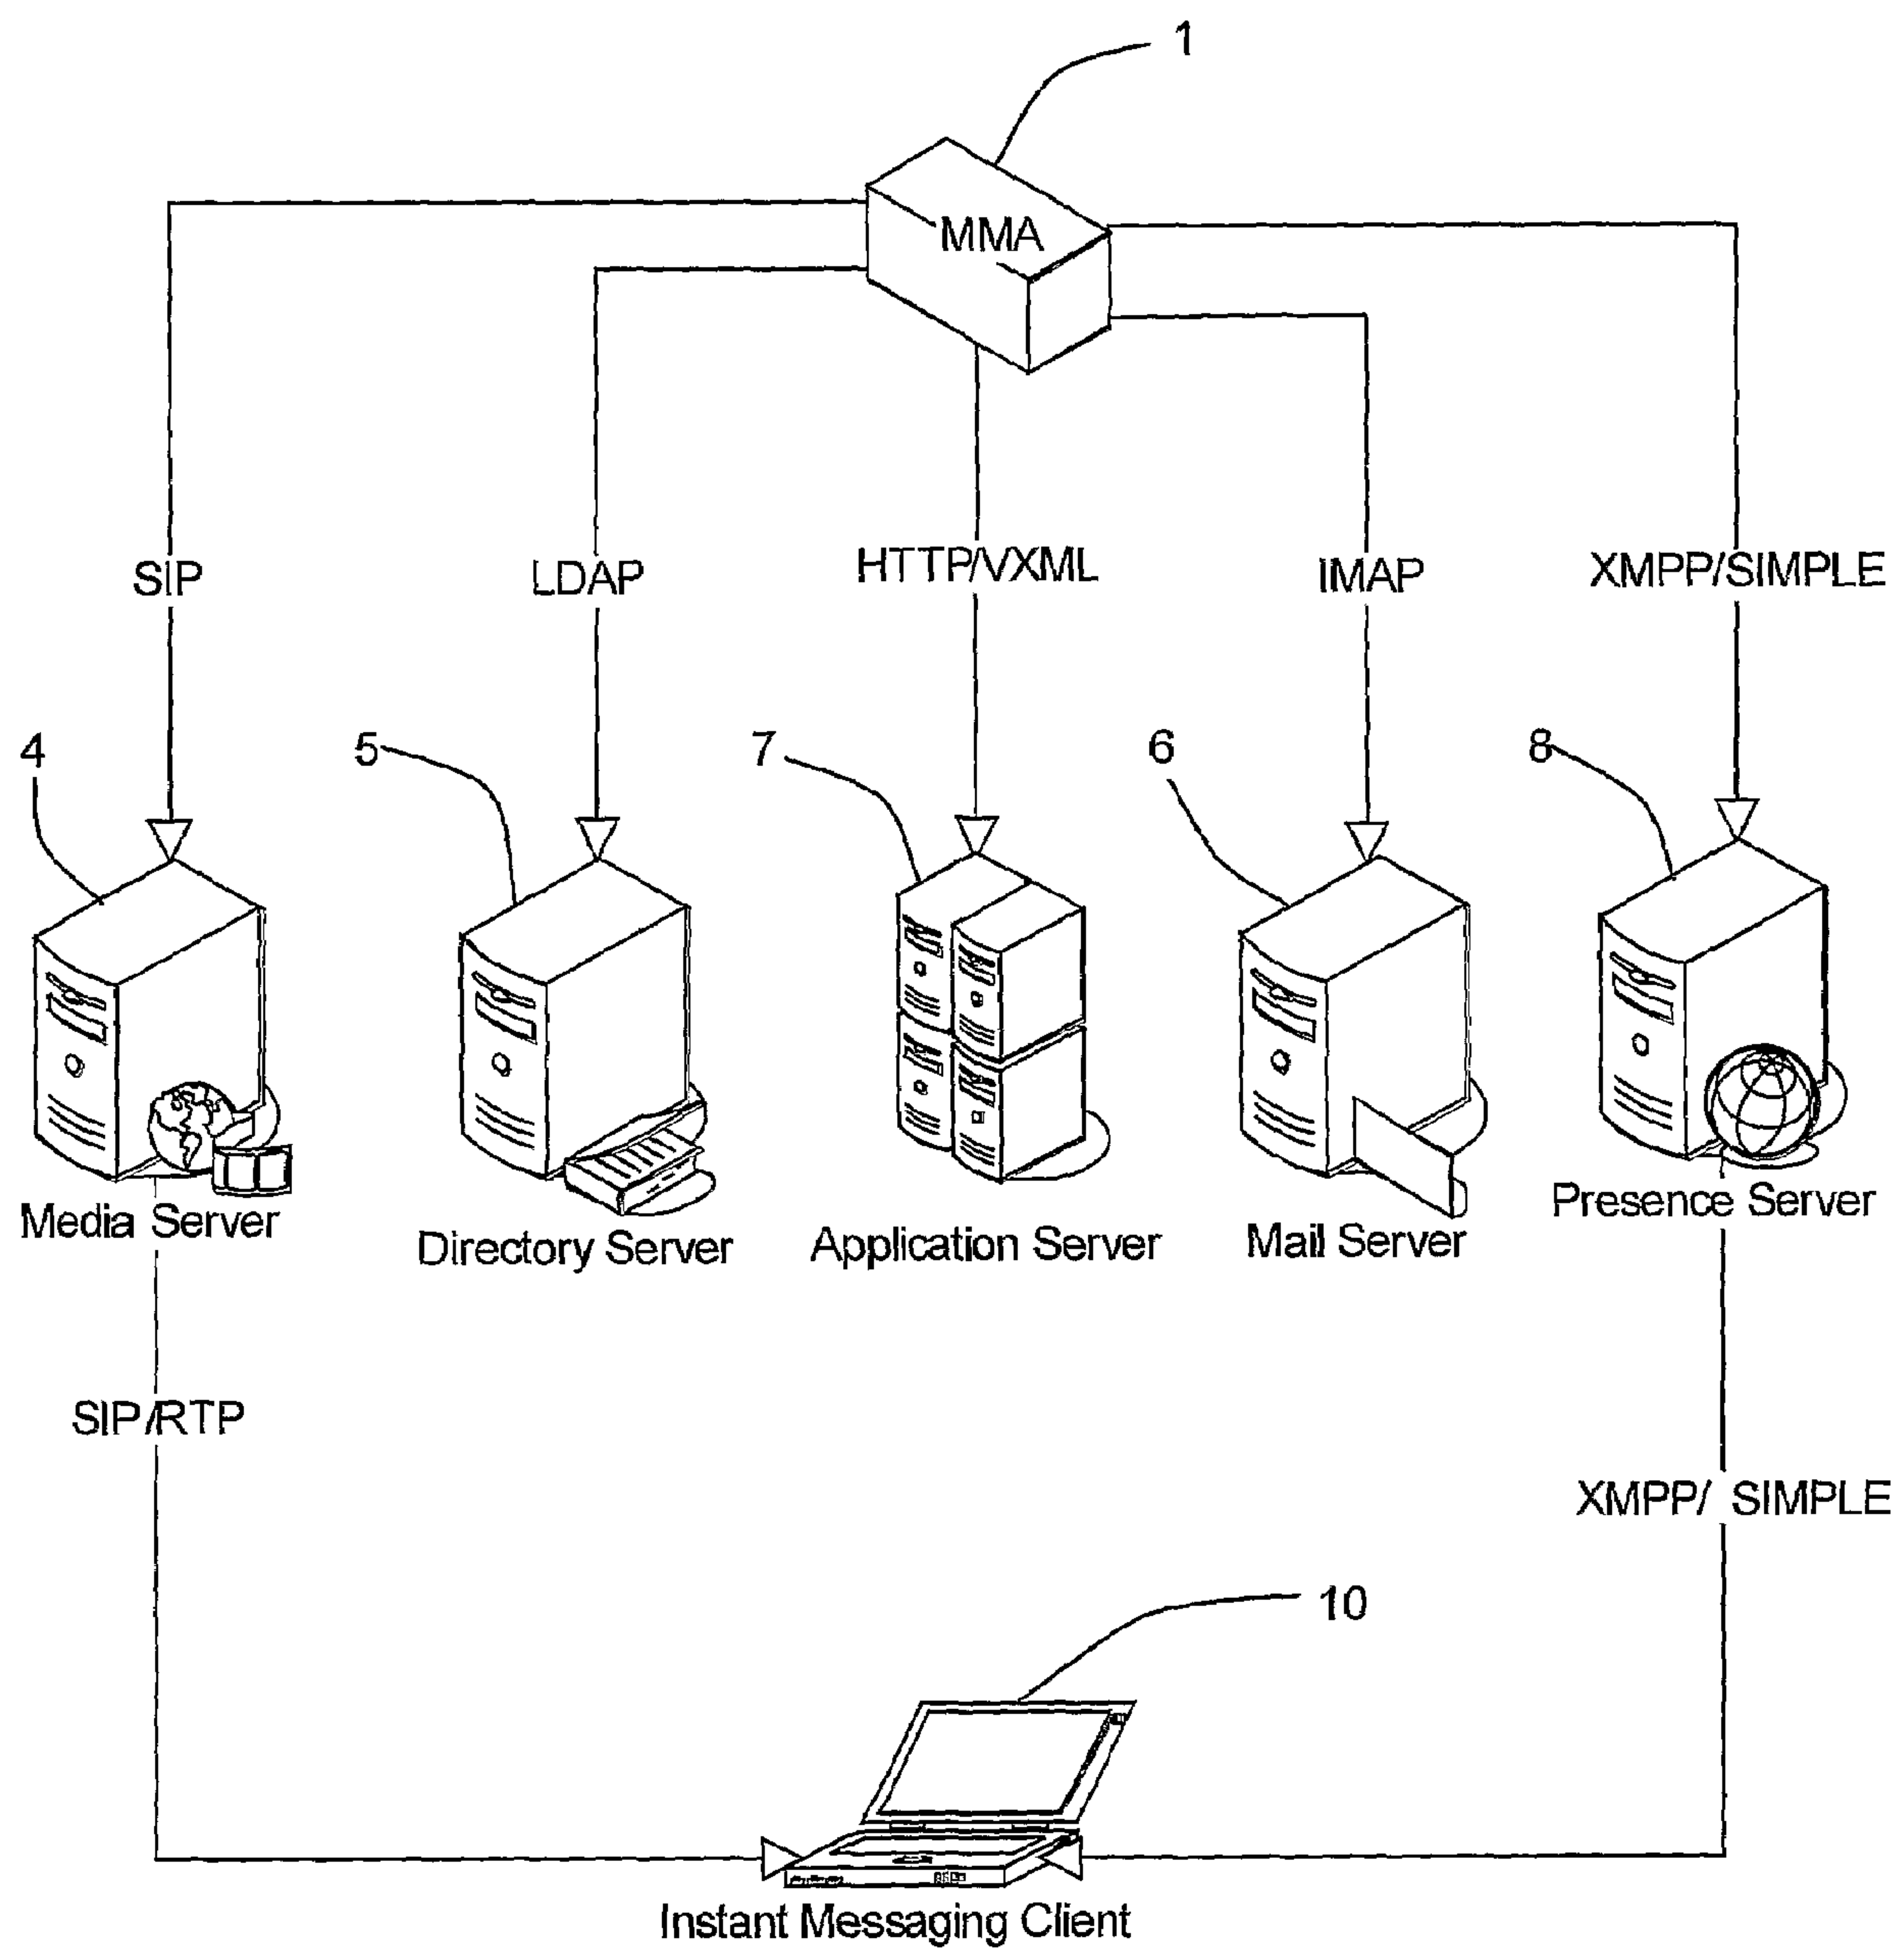 1
MMA
SIP
LDAP
HTTP/VXML
IMAP
XMPP/SIMPLE
4
5
7
6
8
Media Server
Directory Server
Application Server
Mail Server
Presence Server
SIP/RTP
XMPP/ SIMPLE
10
Instant Messaging Client